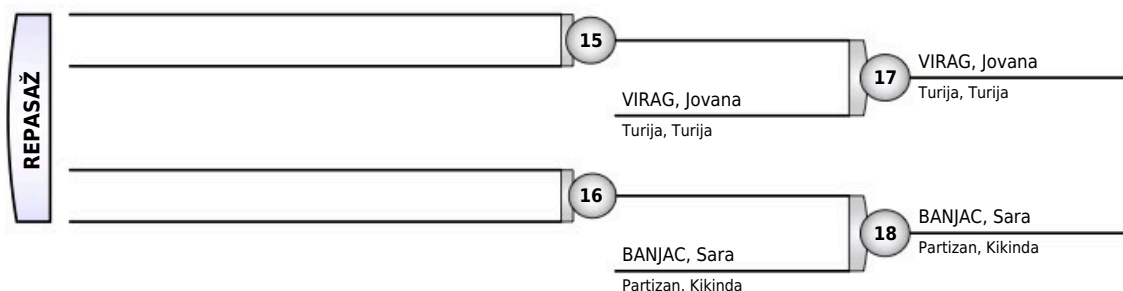 REPASAŽ
15
VIRAG, Jovana
Turija, Turija
17
VIRAG, Jovana
Turija, Turija
16
BANJAC, Sara
Partizan, Kikinda
18
BANJAC, Sara
Partizan, Kikinda